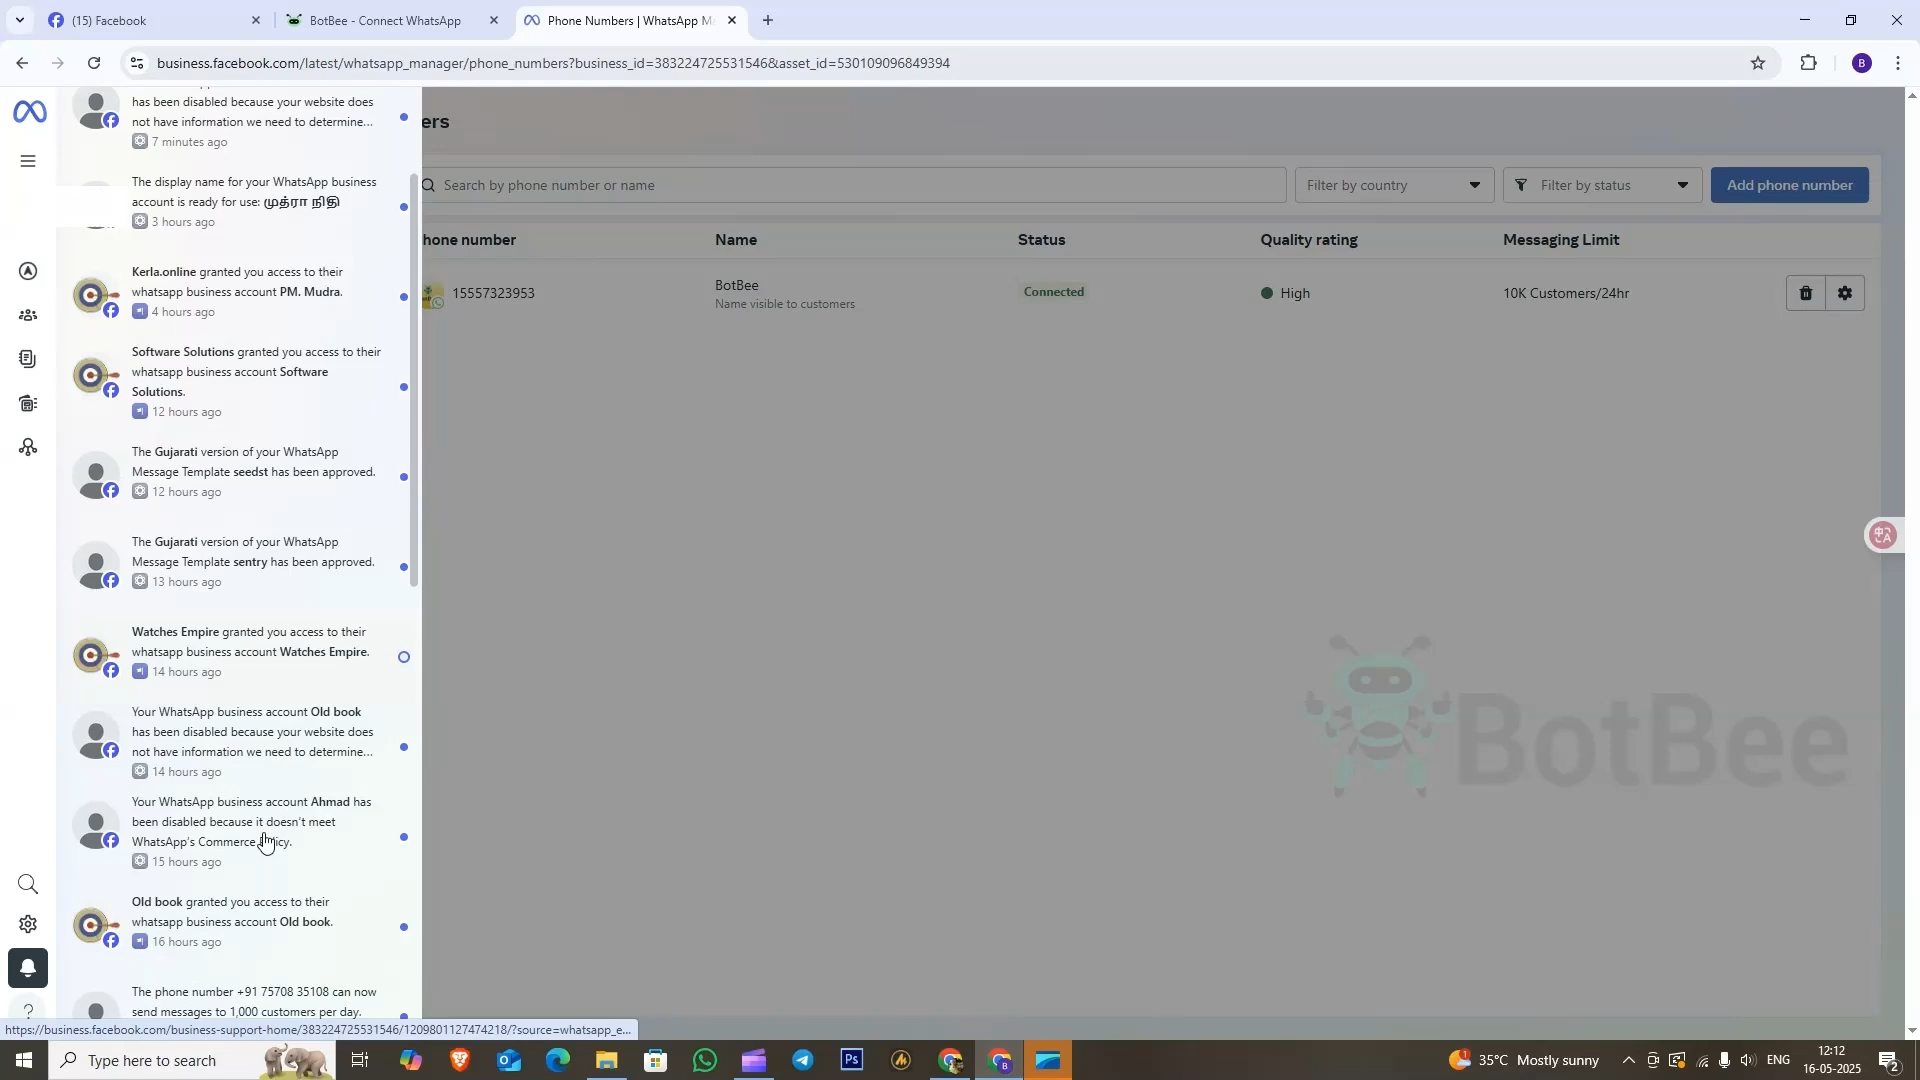 (15) Facebook
BotBee - Connect WhatsApp
Phone Numbers | WhatsApp M
business.facebook.com/latest/whatsapp_manager/phone_numbers?business_id=383224725531546&asset_id=530109096849394
B
has been disabled because your website does
not have information we need to determine...
7 minutes ago
The display name for your WhatsApp business
account is ready for use: முத்ரா நிதி
3 hours ago
Kerla.online granted you access to their
whatsapp business account PM. Mudra.
4 hours ago
Software Solutions granted you access to their
whatsapp business account Software
Solutions.
12 hours ago
The Gujarati version of your WhatsApp
Message Template seedst has been approved.
12 hours ago
The Gujarati version of your WhatsApp
Message Template sentry has been approved.
13 hours ago
Watches Empire granted you access to their
whatsapp business account Watches Empire.
14 hours ago
Your WhatsApp business account Old book
has been disabled because your website does
not have information we need to determine...
14 hours ago
Your WhatsApp business account Ahmad has
been disabled because it doesn't meet
WhatsApp's Commerce
15 hours ago
Old book granted you access to their
whatsapp business account Old book.
16 hours ago
The phone number +91 75708 35108 can now
send messages to 1,000 customers per day.
https://business.facebook.com/business-support-home/383224725531546/1209801127474218/?source=whatsapp_e...
ers
Search by phone number or name
Filter by country
Filter by status
Add phone number
hone number
Name
Status
Quality rating
Messaging Limit
15557323953
BotBee
Name visible to customers
Connected
High
10K Customers/24hr
BotBee
Type here to search
35°C Mostly sunny
ENG
12:12
16-05-2025
2